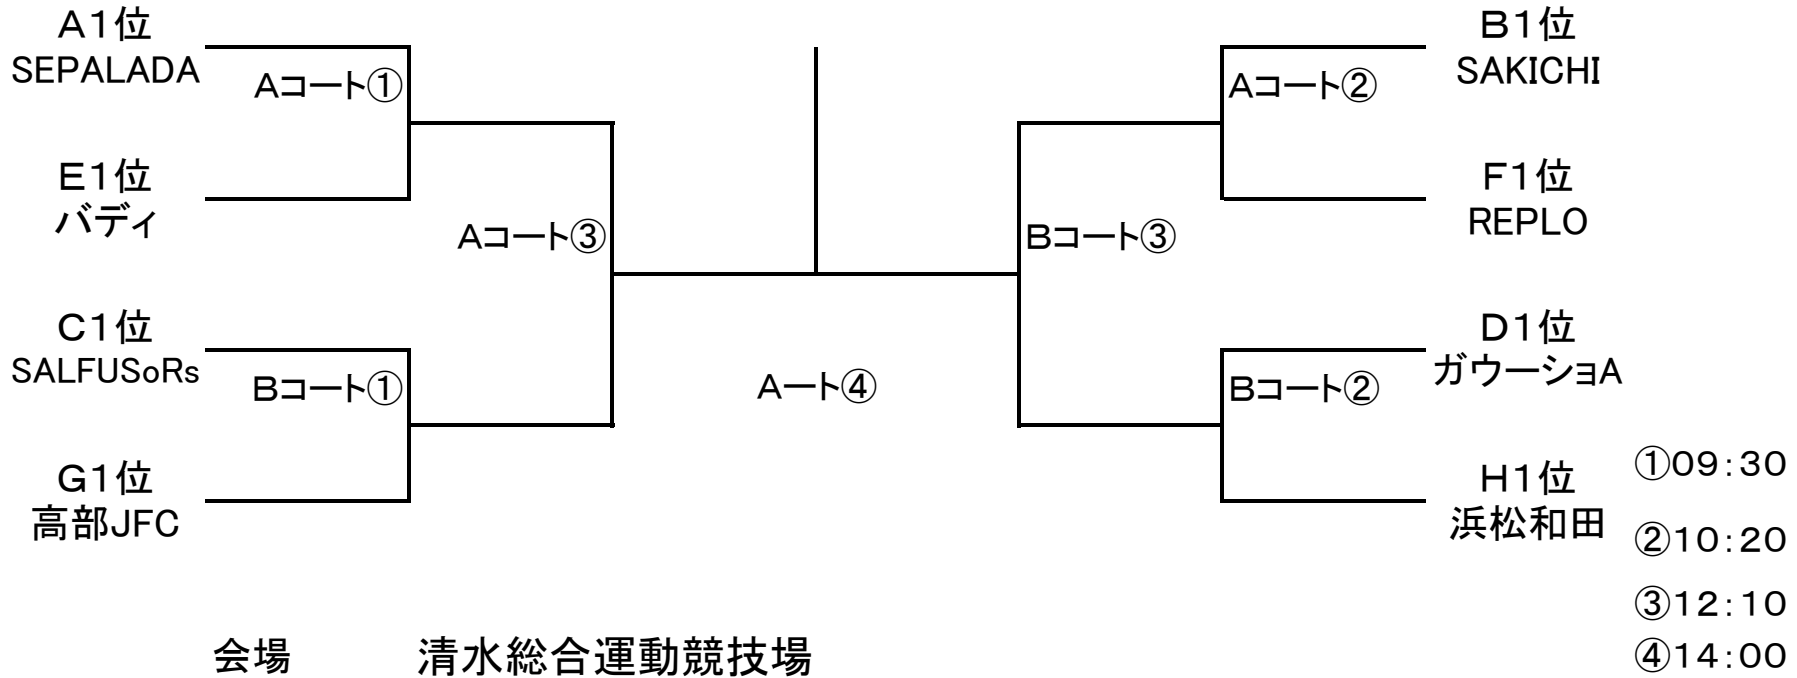 A1位
SEPALADA
Aコート①
E1位
バディ
Aコート③
C1位
SALFUSoRs
Bコート①
G1位
高部JFC
Aート④
B1位
SAKICHI
Aコート②
F1位
REPLO
Bコート③
D1位
ガウーショA
Bコート②
H1位
浜松和田
①09:30
②10:20
③12:10
④14:00
会場 清水総合運動競技場